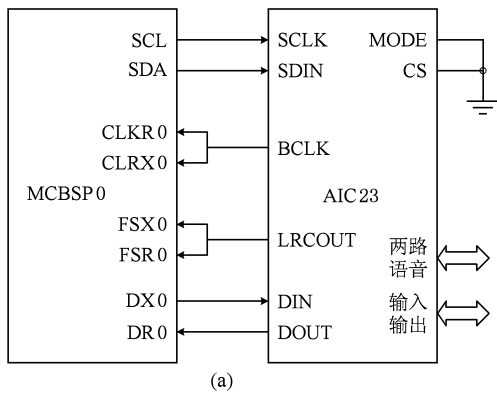 SCL
SDA
CLKR0
CLRX0
MCBSP0
FSX0
FSR0
DX0
DR0
SCLK
SDIN
BCLK
LRCOUT
DIN
DOUT
MODE
CS
AIC23
两路
语音
输入
输出
(a)